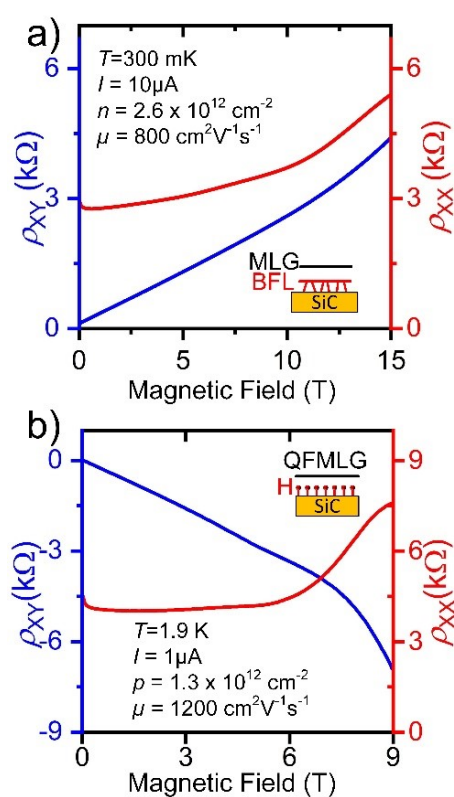 a)
T=300 mK
I = 10µA
n = 2.6 x 10¹² cm⁻²
µ = 800 cm²V⁻¹s⁻¹
6
3
0
ρXY (kΩ)
6
3
0
ρXX (kΩ)
MLG
BFL
SiC
0 5 10 15
Magnetic Field (T)
b)
0
-3
-6
-9
ρXY (kΩ)
9
6
3
0
ρXX (kΩ)
QFMLG
H
SiC
T=1.9 K
I = 1µA
p = 1.3 x 10¹² cm⁻²
µ = 1200 cm²V⁻¹s⁻¹
0 3 6 9
Magnetic Field (T)